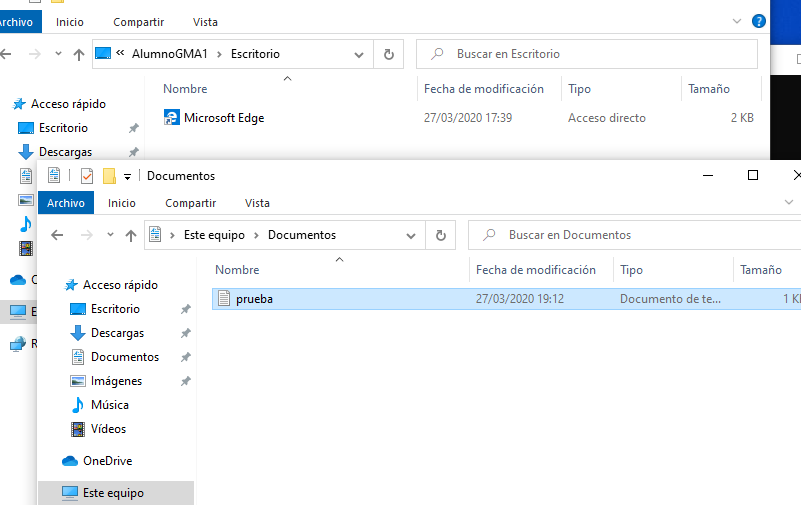 Archivo Inicio Compartir Vista
« AlumnoGMA1 > Escritorio Buscar en Escritorio
Nombre Fecha de modificación Tipo Tamaño
Acceso rápido
Microsoft Edge 27/03/2020 17:39 Acceso directo 2 KB
Escritorio
Descargas
Documentos
Archivo Inicio Compartir Vista
Este equipo > Documentos Buscar en Documentos
Nombre Fecha de modificación Tipo Tamaño
Acceso rápido
prueba 27/03/2020 19:12 Documento de te...
Escritorio
Descargas
Documentos
Imágenes
Música
Vídeos
OneDrive
Este equipo